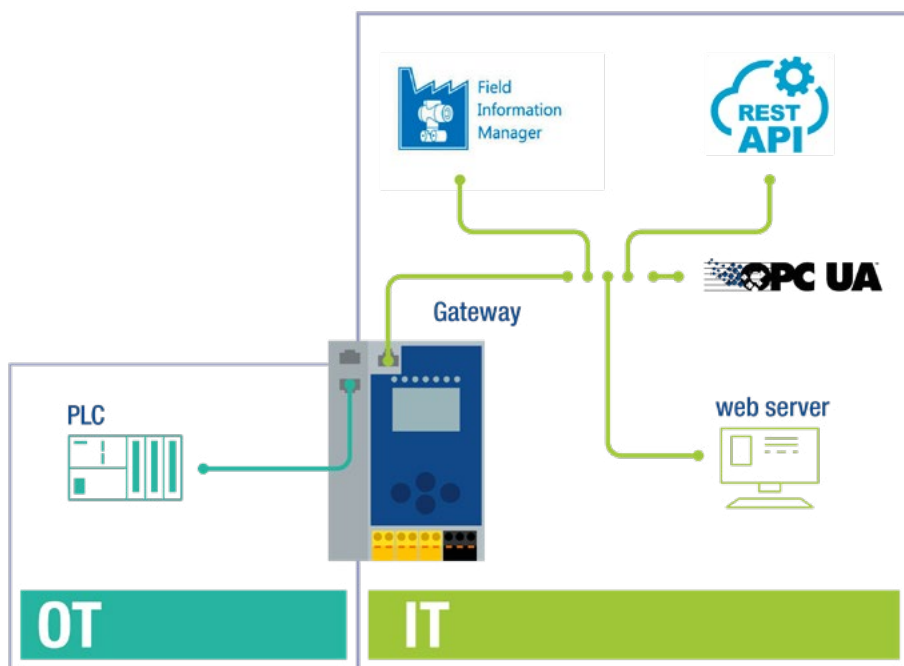 Field
Information
Manager
REST
API
OPC UA
Gateway
PLC
web server
OT
IT